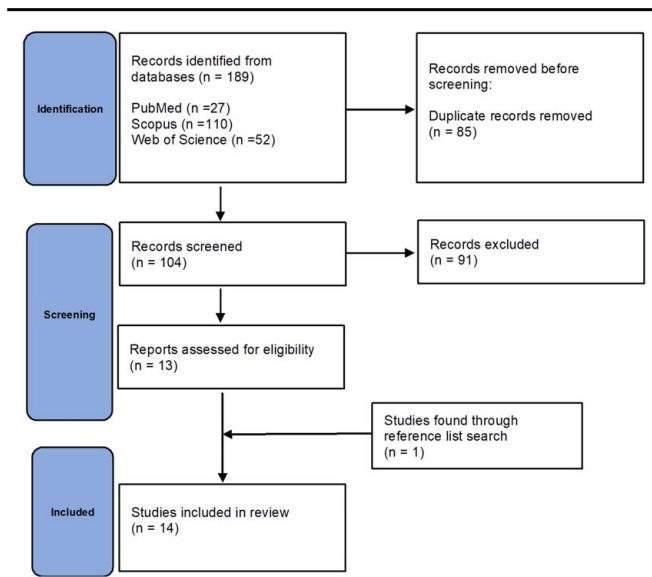 Identification
Records identified from
databases (n = 189)
PubMed (n =27)
Scopus (n =110)
Web of Science (n =52)
Records removed before
screening:
Duplicate records removed
(n = 85)
Screening
Records screened
(n = 104)
Records excluded
(n = 91)
Reports assessed for eligibility
(n = 13)
Studies found through
reference list search
(n = 1)
Included
Studies included in review
(n = 14)